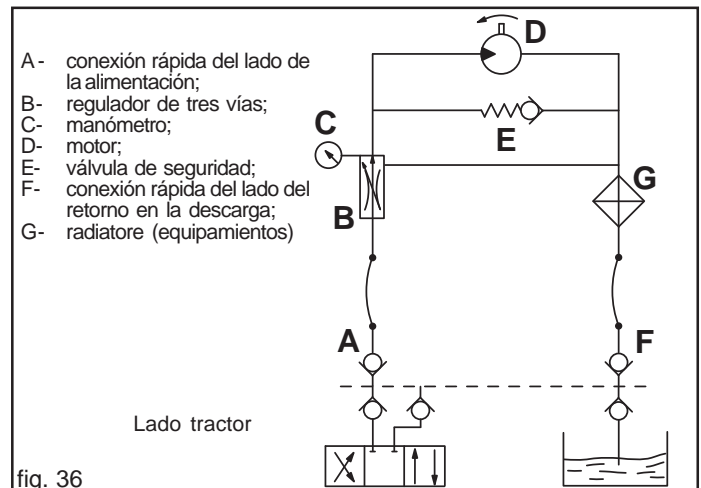 A- conexión rápida del lado de
la alimentación;
B- regulador de tres vías;
C- manómetro;
D- motor;
E- válvula de seguridad;
F- conexión rápida del lado del
retorno en la descarga;
G- radiatore (equipamientos)
D
C
E
B
G
A
F
Lado tractor
fig. 36